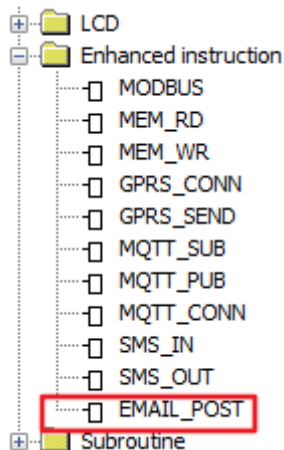 LCD
Enhanced instruction
MODBUS
MEM_RD
MEM_WR
GPRS_CONN
GPRS_SEND
MQTT_SUB
MQTT_PUB
MQTT_CONN
SMS_IN
SMS_OUT
EMAIL_POST
Subroutine